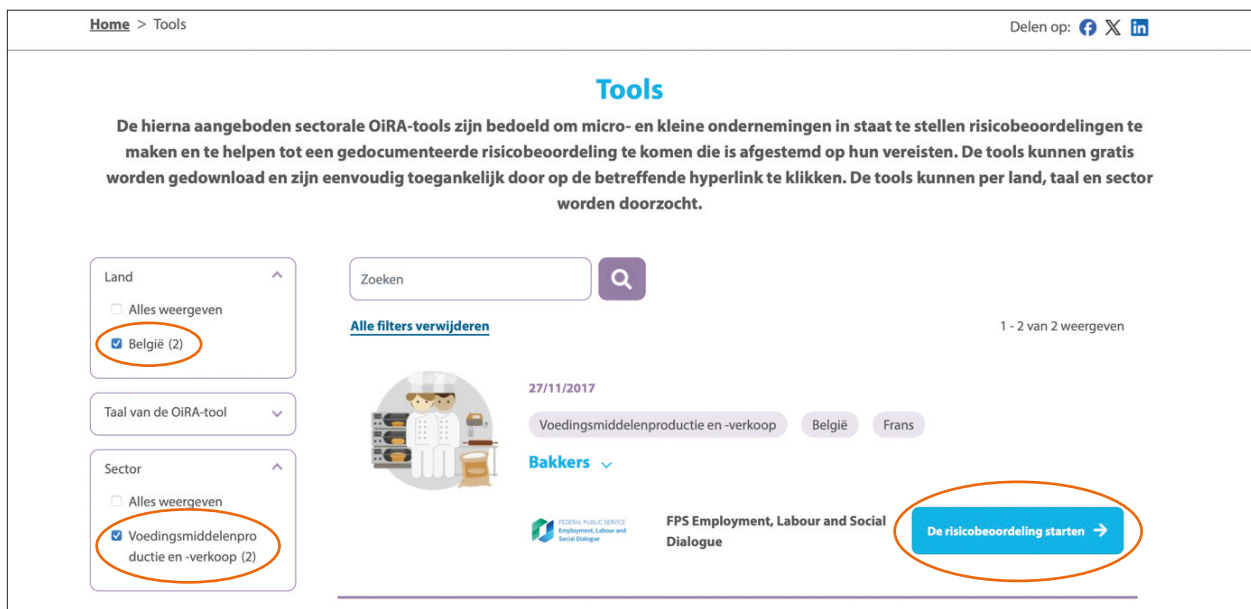 Home > Tools
Delen op:
Tools
De hierna aangeboden sectorale OiRA-tools zijn bedoeld om micro- en kleine ondernemingen in staat te stellen risicobeoordelingen te
maken en te helpen tot een gedocumenteerde risicobeoordeling te komen die is afgestemd op hun vereisten. De tools kunnen gratis
worden gedownload en zijn eenvoudig toegankelijk door op de betreffende hyperlink te klikken. De tools kunnen per land, taal en sector
worden doorzocht.
Land
Alles weergeven
België (2)
Taal van de OiRA-tool
Sector
Alles weergeven
Voedingsmiddelenpro
ductie en -verkoop (2)
Zoeken
Alle filters verwijderen
1 - 2 van 2 weergeven
27/11/2017
Voedingsmiddelenproductie en -verkoop België Frans
Bakkers
FEDERAL PUBLIC SERVICE
Employment, Labour and
Social Dialogue
FPS Employment, Labour and Social
Dialogue
De risicobeoordeling starten →